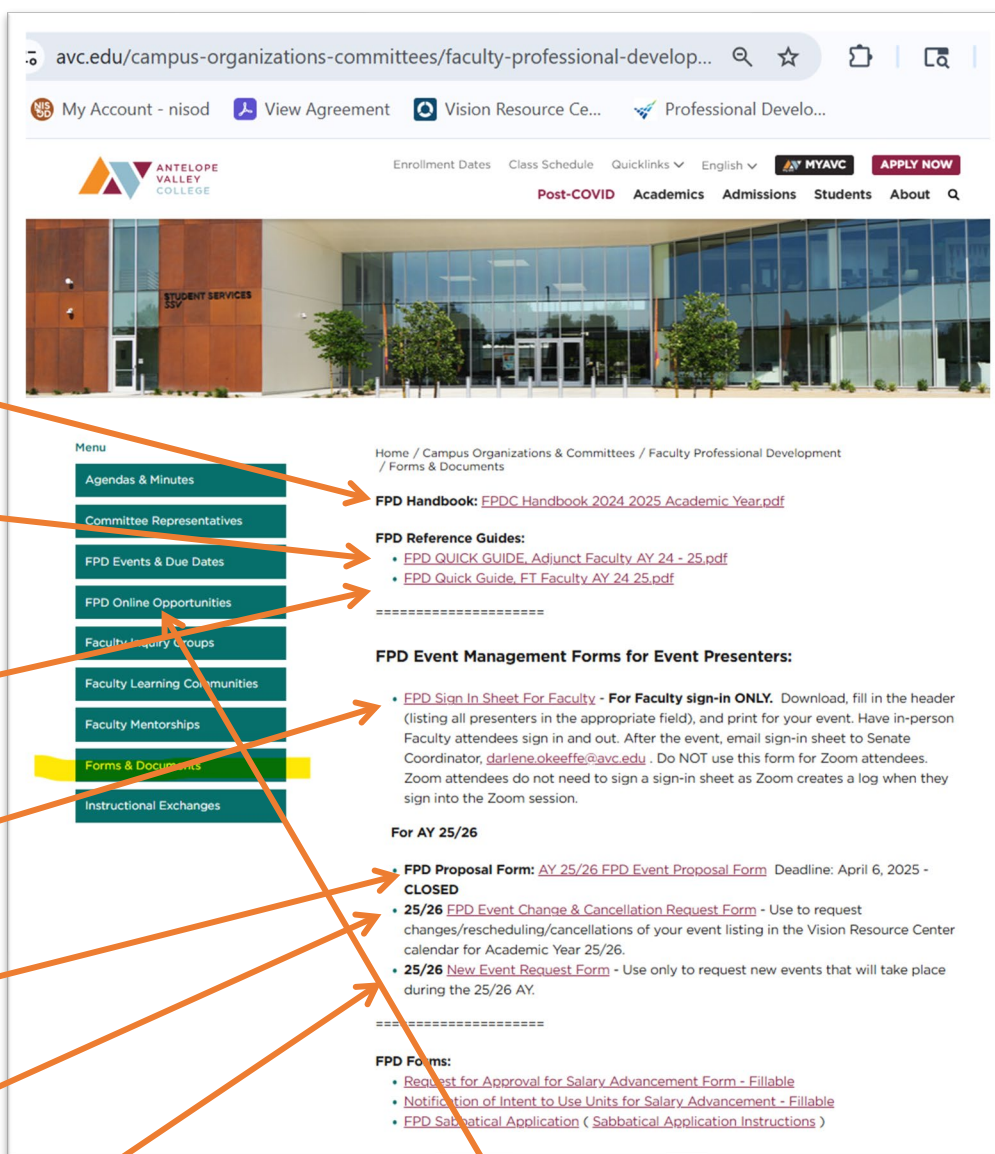 avc.edu/campus-organizations-committees/faculty-professional-develop...
My Account - nisod View Agreement Vision Resource Ce... Professional Develo...
ANTELOPE
VALLEY
COLLEGE
Enrollment Dates Class Schedule Quicklinks English MYAVC APPLY NOW
Post-COVID Academics Admissions Students About
STUDENT SERVICES
SSV
Menu
Agendas & Minutes
Committee Representatives
FPD Events & Due Dates
FPD Online Opportunities
Faculty Inquiry Groups
Faculty Learning Communities
Faculty Mentorships
Forms & Documents
Instructional Exchanges
Home / Campus Organizations & Committees / Faculty Professional Development
/ Forms & Documents
FPD Handbook: FPDC Handbook 2024 2025 Academic Year.pdf
FPD Reference Guides:
• FPD QUICK GUIDE, Adjunct Faculty AY 24 - 25.pdf
• FPD Quick Guide, FT Faculty AY 24 25.pdf
=====================
FPD Event Management Forms for Event Presenters:
• FPD Sign In Sheet For Faculty - For Faculty sign-in ONLY. Download, fill in the header
(listing all presenters in the appropriate field), and print for your event. Have in-person
Faculty attendees sign in and out. After the event, email sign-in sheet to Senate
Coordinator, darlene.okeeffe@avc.edu . Do NOT use this form for Zoom attendees.
Zoom attendees do not need to sign a sign-in sheet as Zoom creates a log when they
sign into the Zoom session.
For AY 25/26
• FPD Proposal Form: AY 25/26 FPD Event Proposal Form Deadline: April 6, 2025 -
CLOSED
• 25/26 FPD Event Change & Cancellation Request Form - Use to request
changes/rescheduling/cancellations of your event listing in the Vision Resource Center
calendar for Academic Year 25/26.
• 25/26 New Event Request Form - Use only to request new events that will take place
during the 25/26 AY.
=====================
FPD Forms:
• Request for Approval for Salary Advancement Form - Fillable
• Notification of Intent to Use Units for Salary Advancement - Fillable
• FPD Sabbatical Application ( Sabbatical Application Instructions )